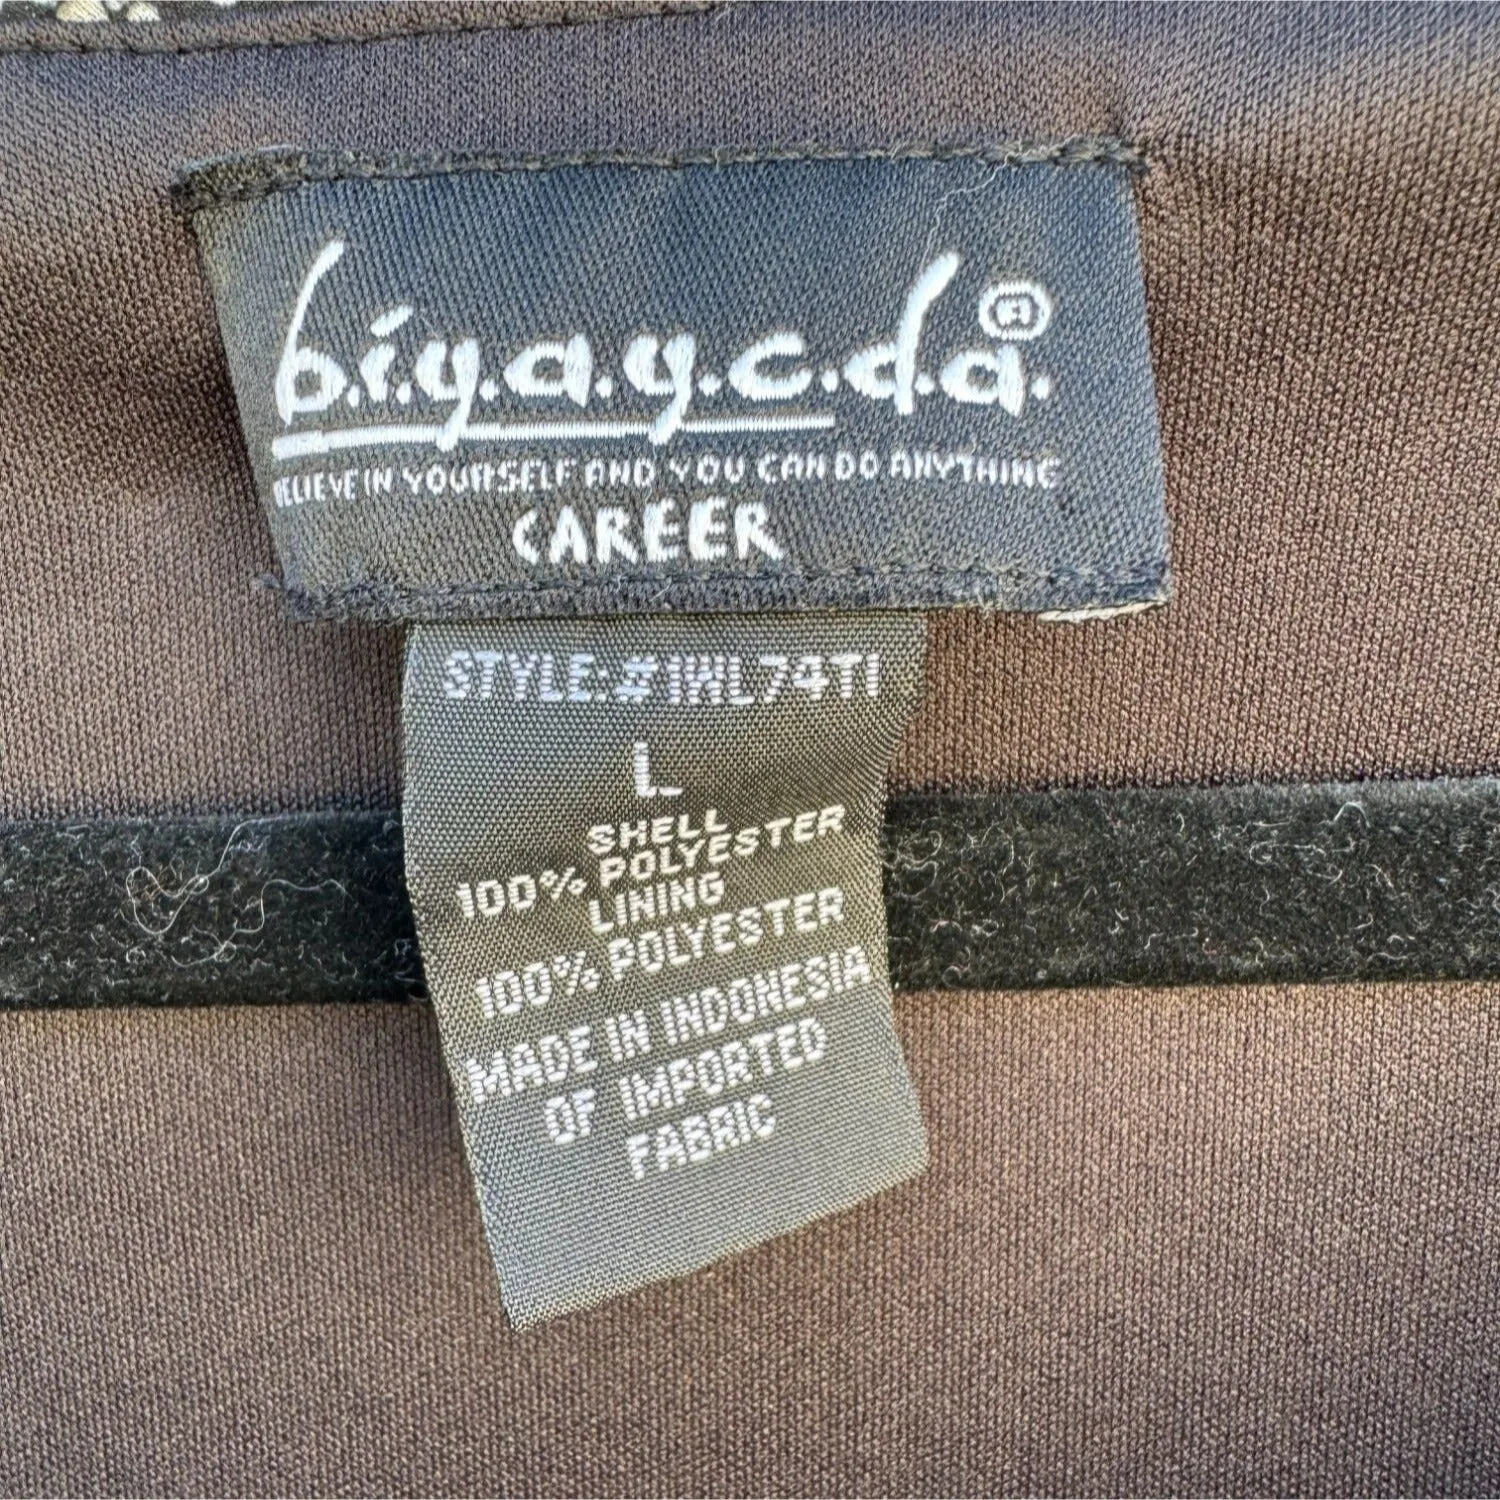 b.i.y.a.y.c.d.a.®
BELIEVE IN YOURSELF AND YOU CAN DO ANYTHING
CAREER
STYLE:#1WL74T1
L
SHELL
100% POLYESTER
LINING
100% POLYESTER
MADE IN INDONESIA
OF IMPORTED
FABRIC